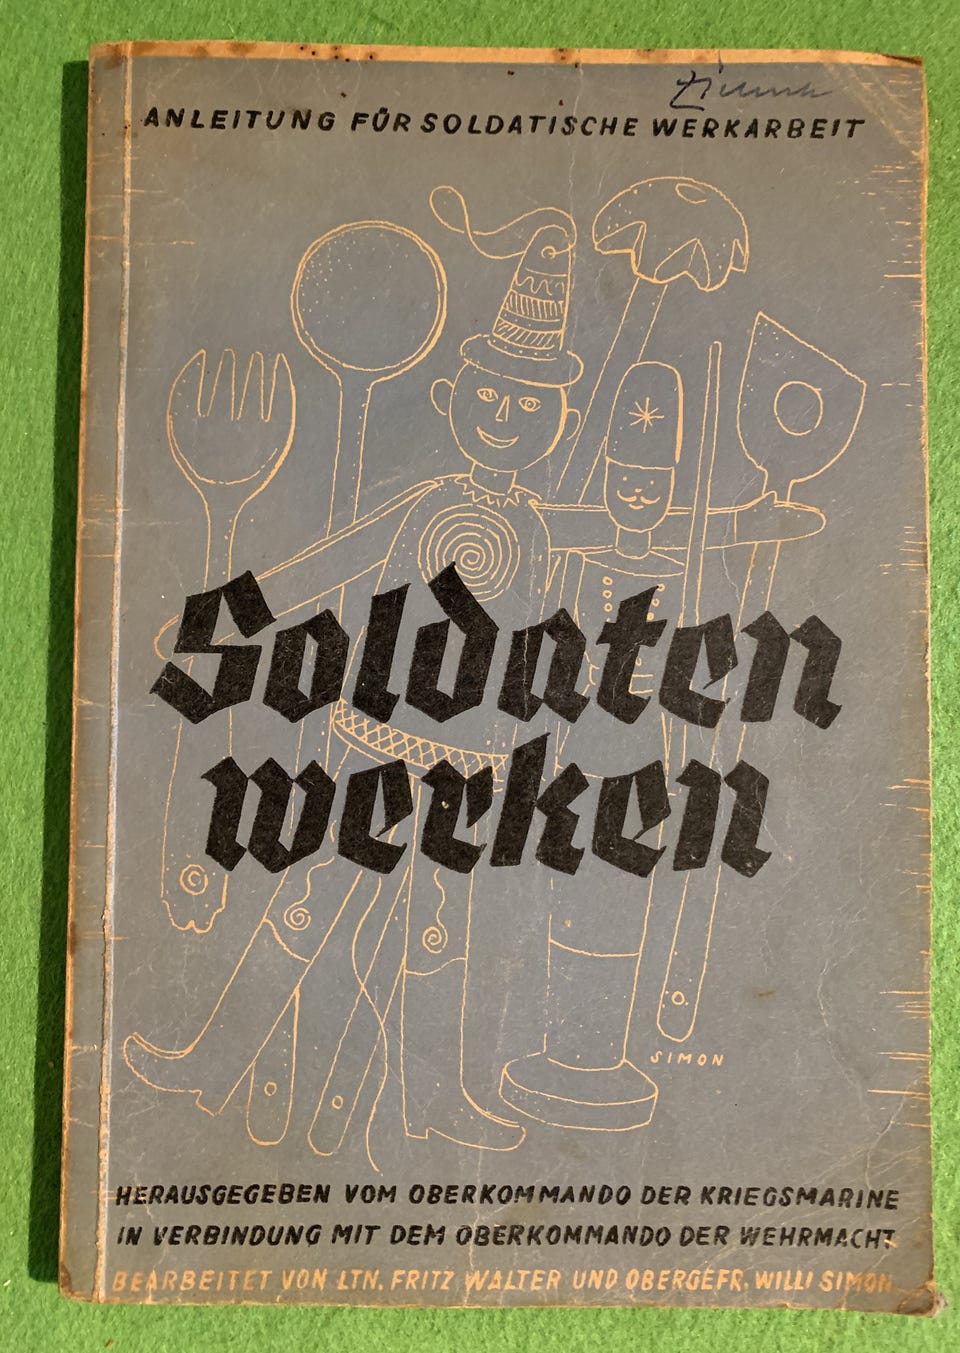 ANLEITUNG FÜR SOLDATISCHE WERKARBEIT
Soldaten
werken
SIMON
HERAUSGEGEBEN VOM OBERKOMMANDO DER KRIEGSMARINE
IN VERBINDUNG MIT DEM OBERKOMMANDO DER WEHRMACHT
BEARBEITET VON LTN. FRITZ WALTER UND OBERGEFR. WILLI SIMON